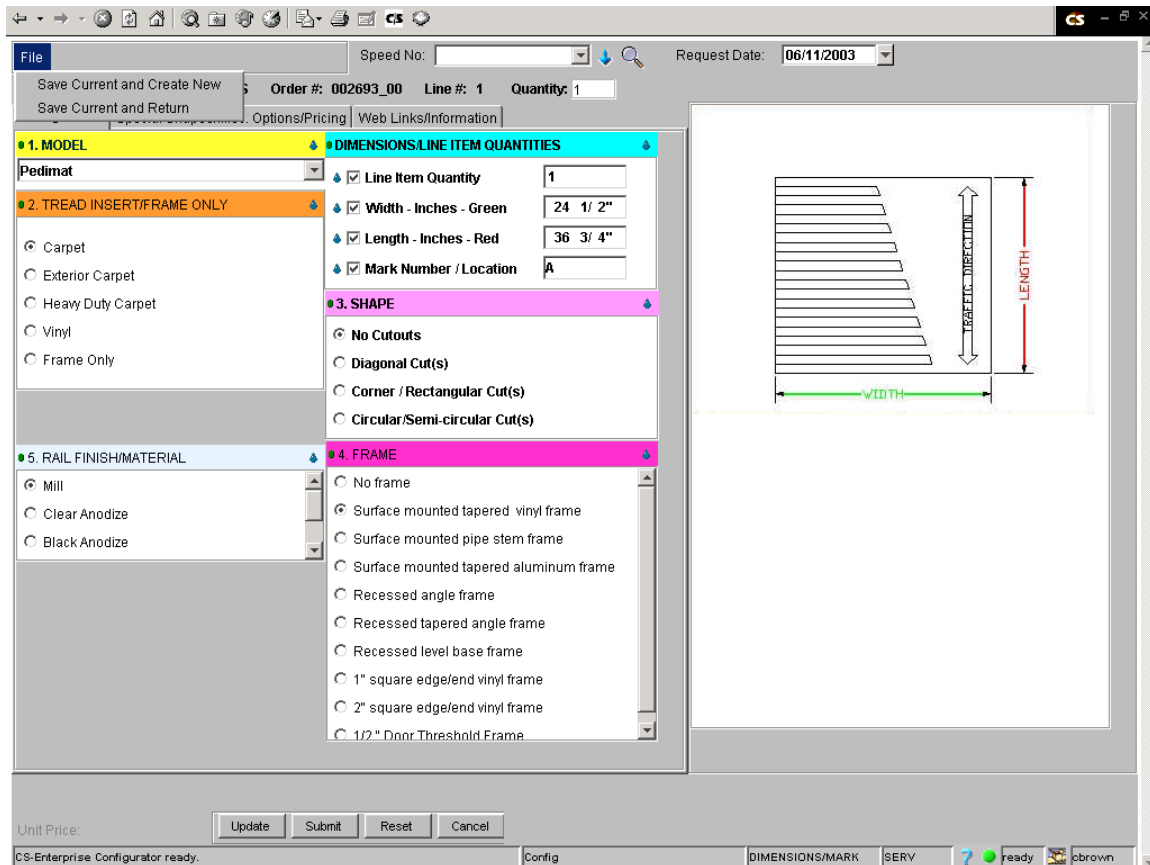 cs
cs
File
Speed No:
Request Date: 06/11/2003
Save Current and Create New
Save Current and Return
S Order #: 002693_00 Line #: 1 Quantity: 1
Options/Pricing
Web Links/Information
1. MODEL
Pedimat
2. TREAD INSERT/FRAME ONLY
Carpet
Exterior Carpet
Heavy Duty Carpet
Vinyl
Frame Only
5. RAIL FINISH/MATERIAL
Mill
Clear Anodize
Black Anodize
DIMENSIONS/LINE ITEM QUANTITIES
Line Item Quantity 1
Width - Inches - Green 24 1/ 2"
Length - Inches - Red 36 3/ 4"
Mark Number / Location A
3. SHAPE
No Cutouts
Diagonal Cut(s)
Corner / Rectangular Cut(s)
Circular/Semi-circular Cut(s)
4. FRAME
No frame
Surface mounted tapered vinyl frame
Surface mounted pipe stem frame
Surface mounted tapered aluminum frame
Recessed angle frame
Recessed tapered angle frame
Recessed level base frame
1" square edge/end vinyl frame
2" square edge/end vinyl frame
1/2 " Door Threshold Frame
TRAFFIC DIRECTION
LENGTH
WIDTH
Unit Price:
Update Submit Reset Cancel
CS-Enterprise Configurator ready. Config DIMENSIONS/MARK SERV ? ready cbrown